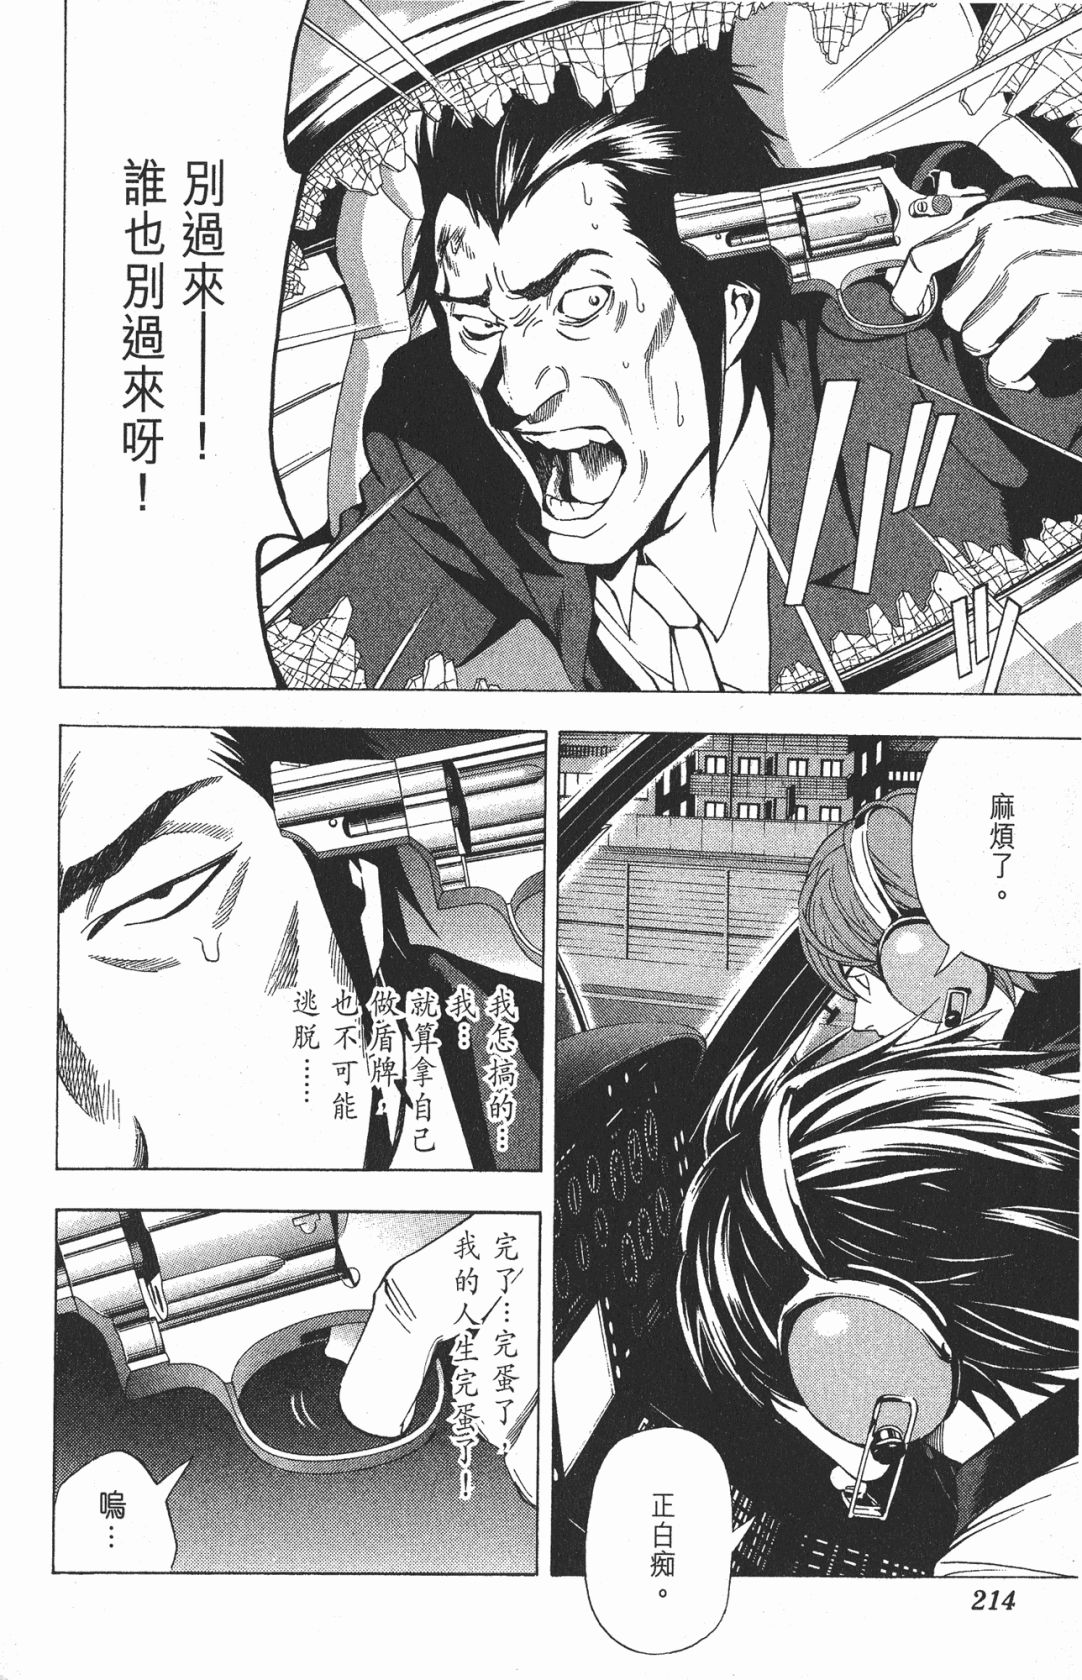 別過來——！
誰也別過來呀！
麻煩了。
正白痴。
我怎搞的…
我…
就算拿自己
做盾牌，
也不可能
逃脫……
完了…完蛋了，
我的人生完蛋了！
嗚…
214